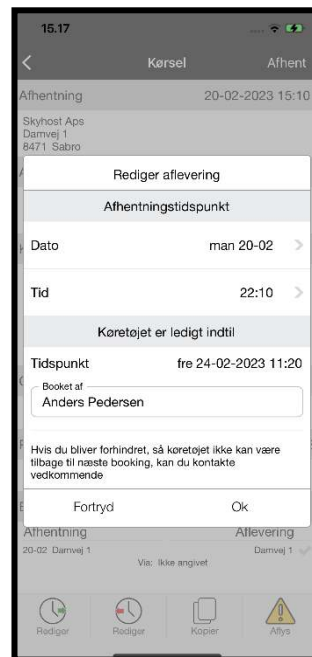 15.17
Kørsel Afhent
Afhentning 20-02-2023 15:10
Skyhost Aps
Damvej 1
8471 Sabro
Rediger aflevering
Afhentningstidspunkt
Dato man 20-02
Tid 22:10
Køretøjet er ledigt indtil
Tidspunkt fre 24-02-2023 11:20
Booket af
Anders Pedersen
Hvis du bliver forhindret, så køretøjet ikke kan være
tilbage til næste booking, kan du kontakte
vedkommende
Fortryd Ok
Afhentning Aflevering
20-02 Damvej 1 Damvej 1
Via: Ikke angivet
Rediger Rediger Kopier Aflys